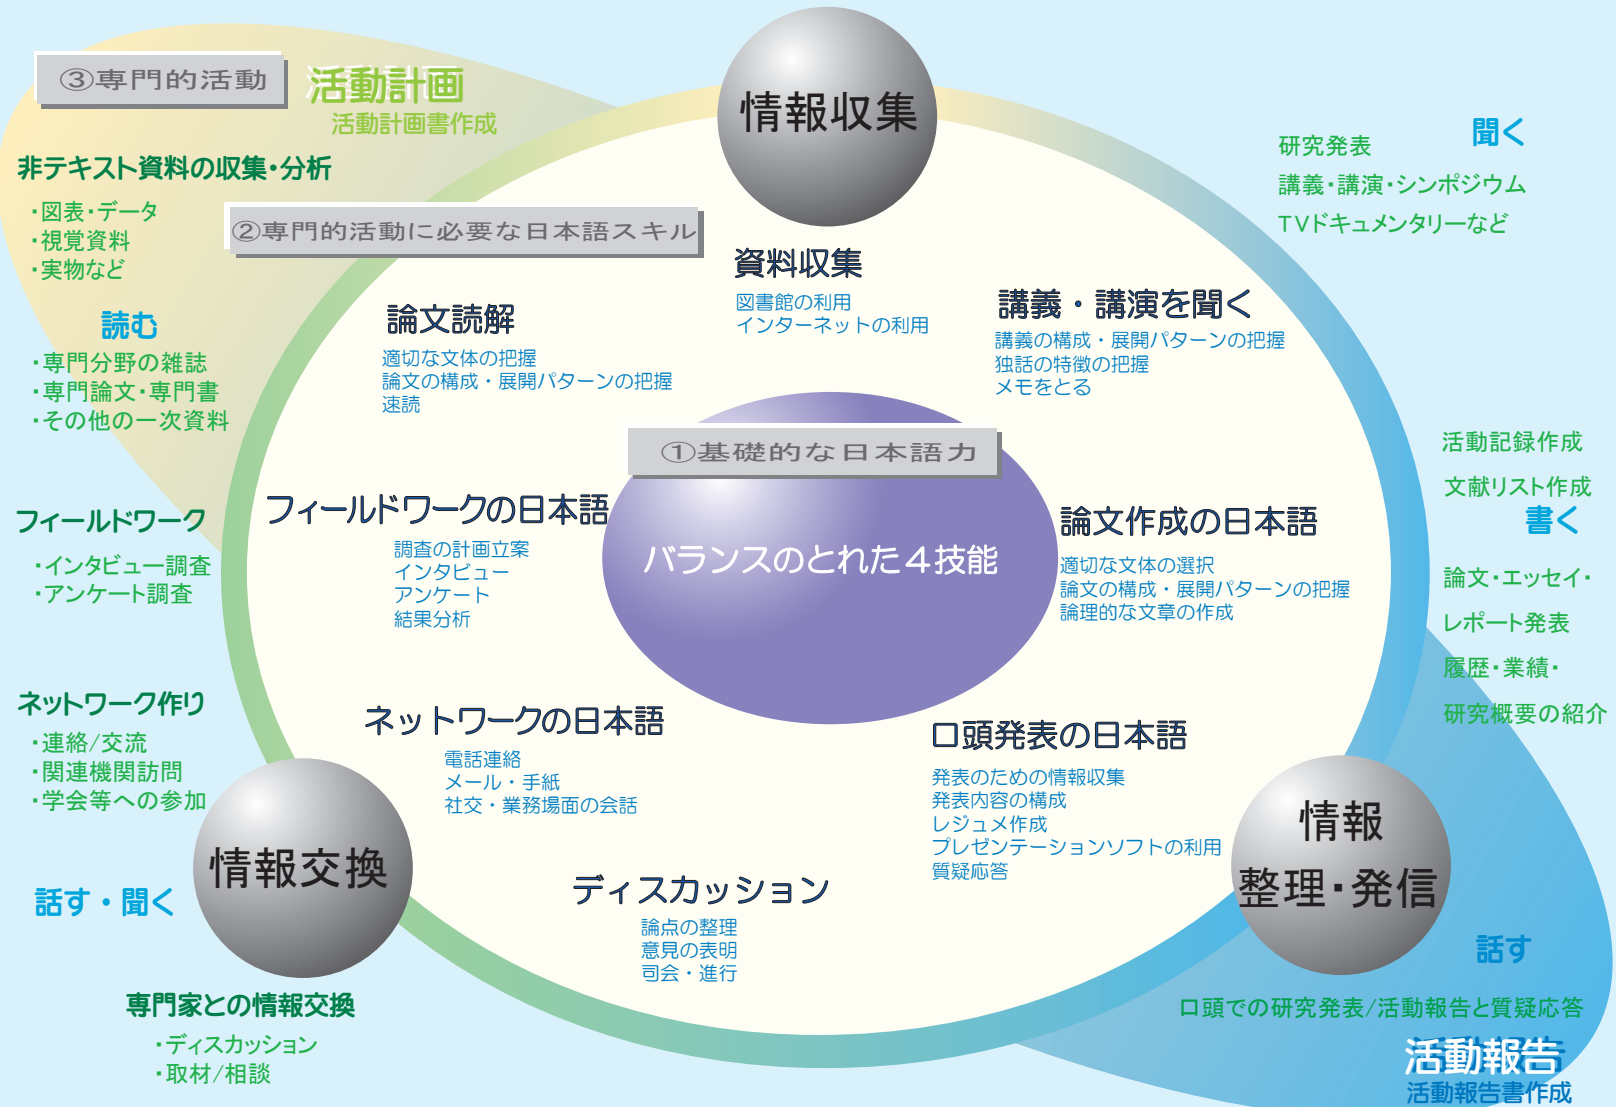 ③専門的活動
活動計画
活動計画書作成
非テキスト資料の収集・分析
・図表・データ
・視覚資料
・実物など
読む
・専門分野の雑誌
・専門論文・専門書
・その他の一次資料
フィールドワーク
・インタビュー調査
・アンケート調査
ネットワーク作り
・連絡/交流
・関連機関訪問
・学会等への参加
情報交換
話す・聞く
専門家との情報交換
・ディスカッション
・取材/相談
情報収集
②専門的活動に必要な日本語スキル
資料収集
図書館の利用
インターネットの利用
論文読解
適切な文体の把握
論文の構成・展開パターンの把握
速読
講義・講演を聞く
講義の構成・展開パターンの把握
独話の特徴の把握
メモをとる
①基礎的な日本語力
バランスのとれた４技能
フィールドワークの日本語
調査の計画立案
インタビュー
アンケート
結果分析
論文作成の日本語
適切な文体の選択
論文の構成・展開パターンの把握
論理的な文章の作成
ネットワークの日本語
電話連絡
メール・手紙
社交・業務場面の会話
口頭発表の日本語
発表のための情報収集
発表内容の構成
レジュメ作成
プレゼンテーションソフトの利用
質疑応答
ディスカッション
論点の整理
意見の表明
司会・進行
聞く
研究発表
講義・講演・シンポジウム
TVドキュメンタリーなど
活動記録作成
文献リスト作成
書く
論文・エッセイ・
レポート発表
履歴・業績・
研究概要の紹介
情報
整理・発信
話す
口頭での研究発表/活動報告と質疑応答
活動報告
活動報告書作成